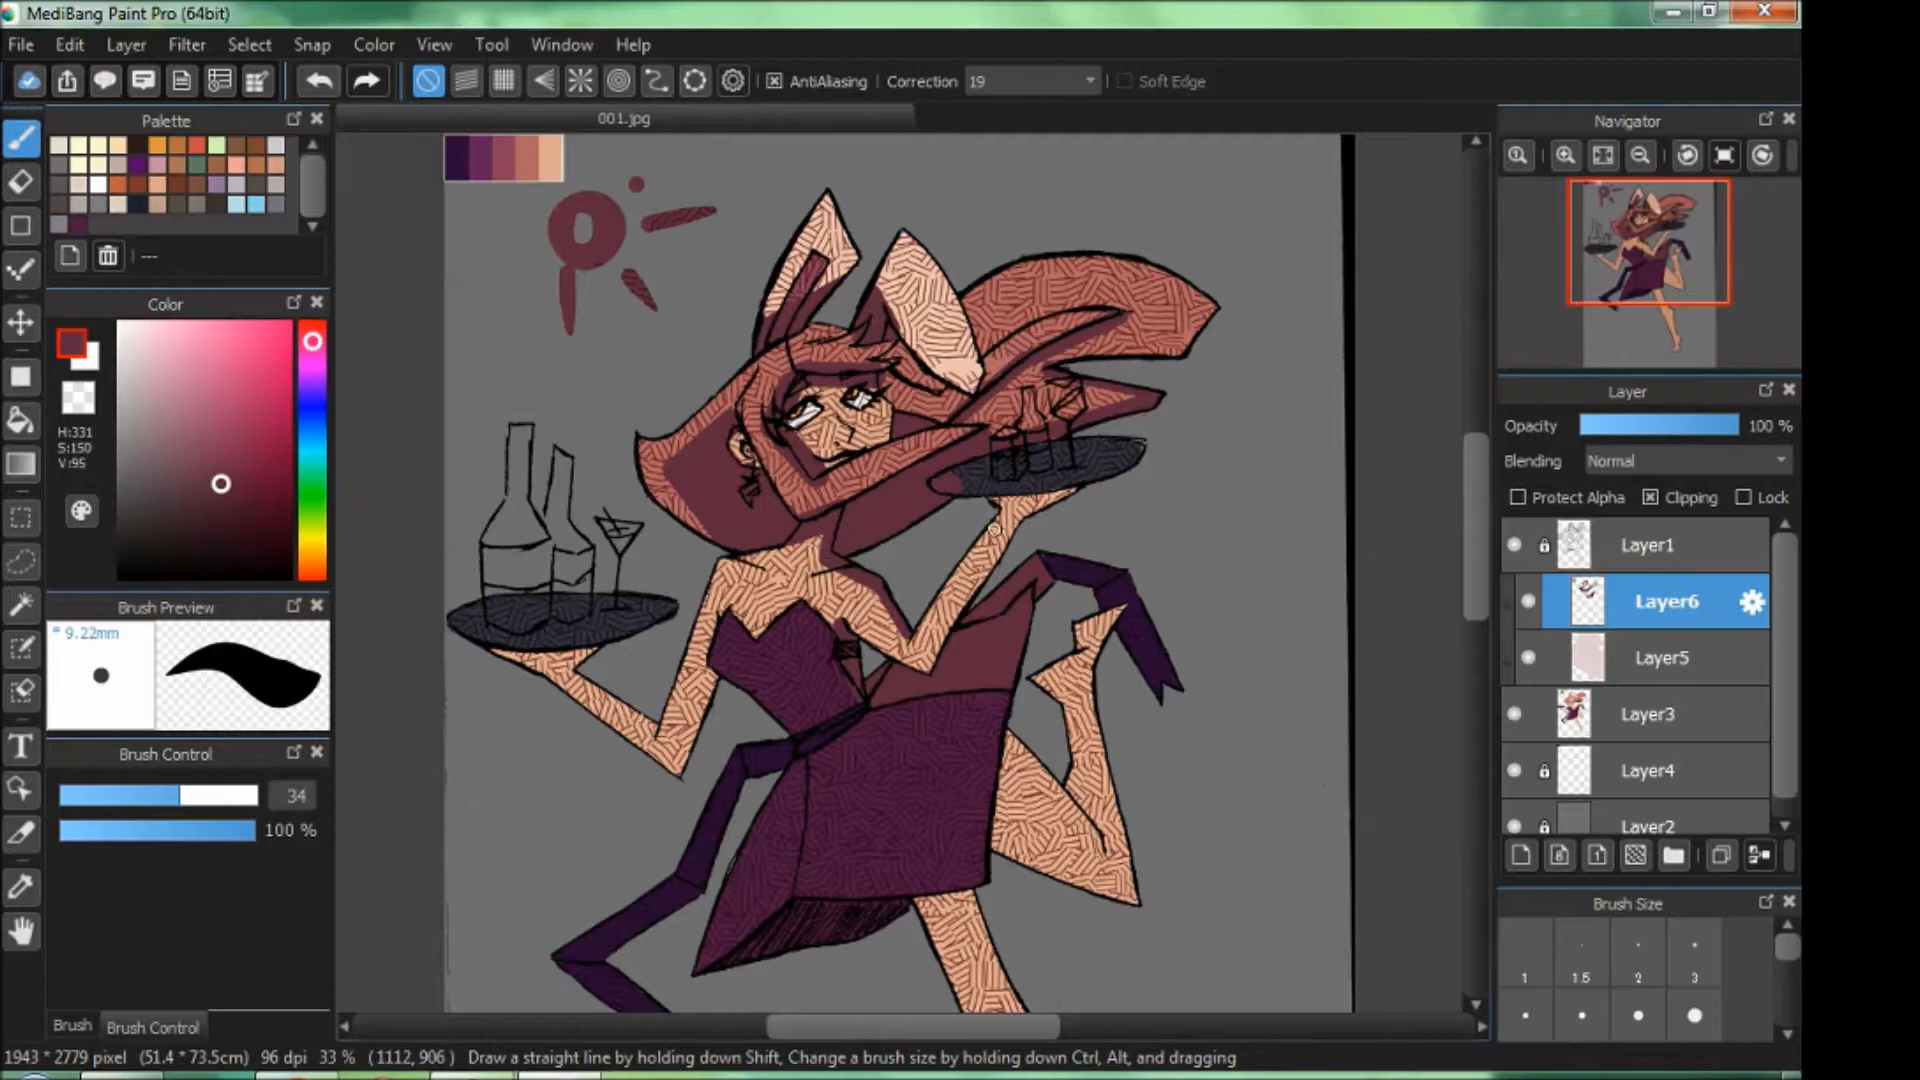 MediBang Paint Pro (64bit)
File Edit Layer Filter Select Snap Color View Tool Window Help
AntiAliasing Correction 19 Soft Edge
Palette
001.jpg
Navigator
---
Color
H:331
S:150
V:95
Layer
Opacity 100 %
Blending Normal
Protect Alpha Clipping Lock
Layer1
Layer6
Layer5
Layer3
Layer4
Layer2
Brush Preview
9.22mm
Brush Control
34
100 %
Brush Size
1 1.5 2 3
Brush Brush Control
1943 * 2779 pixel (51.4 * 73.5cm) 96 dpi 33 % (1112, 906) Draw a straight line by holding down Shift, Change a brush size by holding down Ctrl, Alt, and dragging